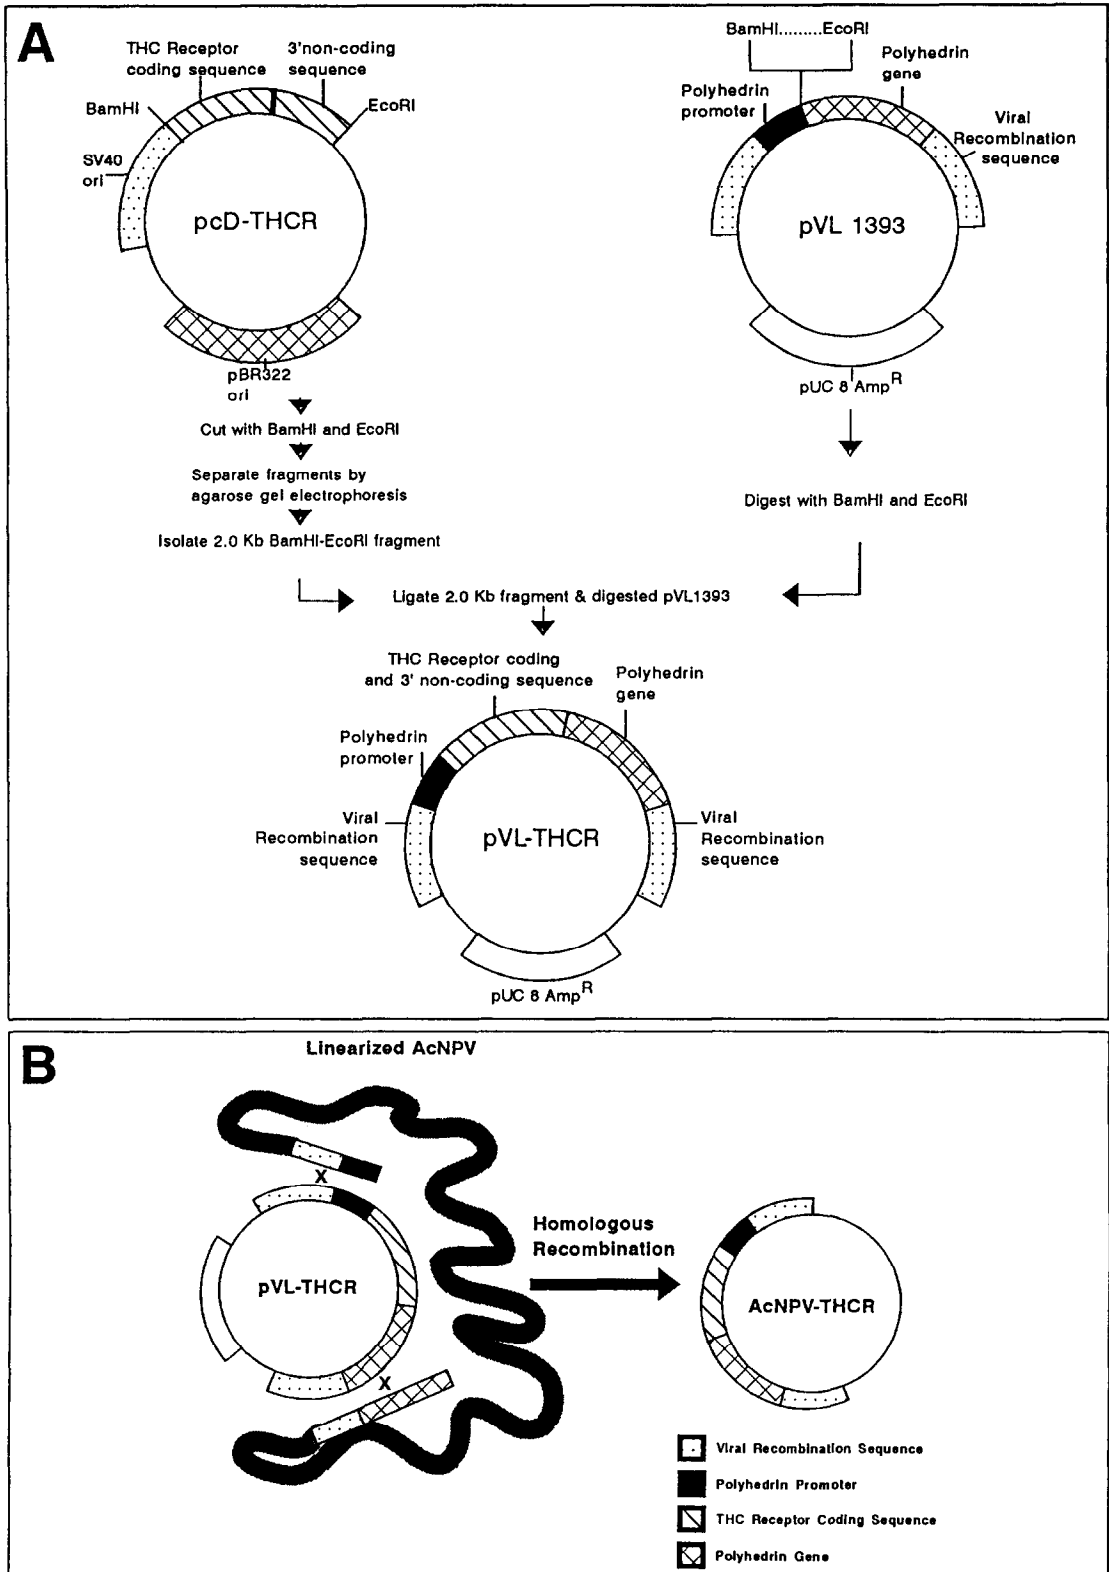 A
THC Receptor
coding sequence
3'non-coding
sequence
BamHI
EcoRI
SV40
ori
pcD-THCR
pBR322
ori
Cut with BamHI and EcoRI
Separate fragments by
agarose gel electrophoresis
Isolate 2.0 Kb BamHI-EcoRI fragment
BamHI.........EcoRI
Polyhedrin
promoter
Polyhedrin
gene
Viral
Recombination
sequence
pVL 1393
pUC 8 Amp^R
Digest with BamHI and EcoRI
Ligate 2.0 Kb fragment & digested pVL1393
THC Receptor coding
and 3' non-coding sequence
Polyhedrin
gene
Polyhedrin
promoter
Viral
Recombination
sequence
pVL-THCR
Viral
Recombination
sequence
pUC 8 Amp^R
B
Linearized AcNPV
X
pVL-THCR
X
Homologous
Recombination
AcNPV-THCR
Viral Recombination Sequence
Polyhedrin Promoter
THC Receptor Coding Sequence
Polyhedrin Gene